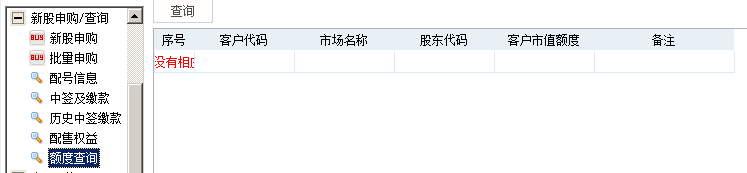 新股申购/查询
BUY 新股申购
BUY 批量申购
配号信息
中签及缴款
历史中签缴款
配售权益
额度查询
查询
序号 客户代码 市场名称 股东代码 客户市值额度 备注
没有相